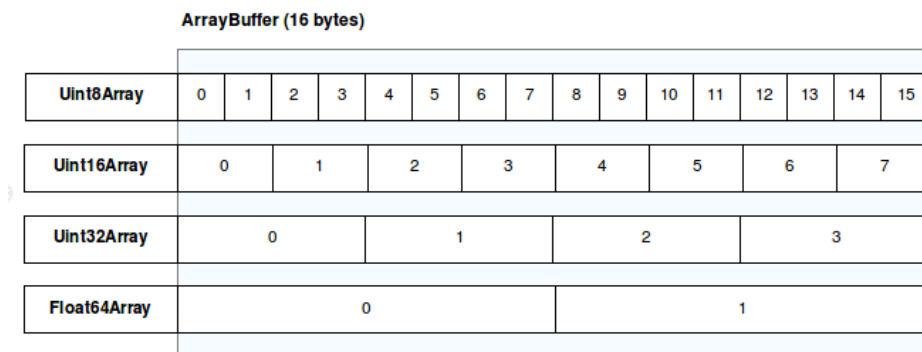 ArrayBuffer (16 bytes)
Uint8Array 0 1 2 3 4 5 6 7 8 9 10 11 12 13 14 15
Uint16Array 0 1 2 3 4 5 6 7
Uint32Array 0 1 2 3
Float64Array 0 1